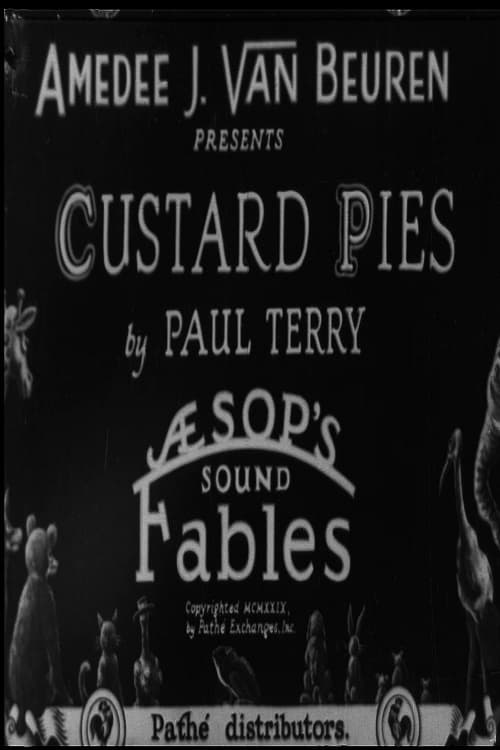 AMEDEE J. VAN BEUREN
PRESENTS
CUSTARD PIES
by PAUL TERRY
ÆSOP'S
SOUND
Fables
Copyrighted MCMXXIX,
by Pathé Exchanges, Inc.
Pathé distributors.